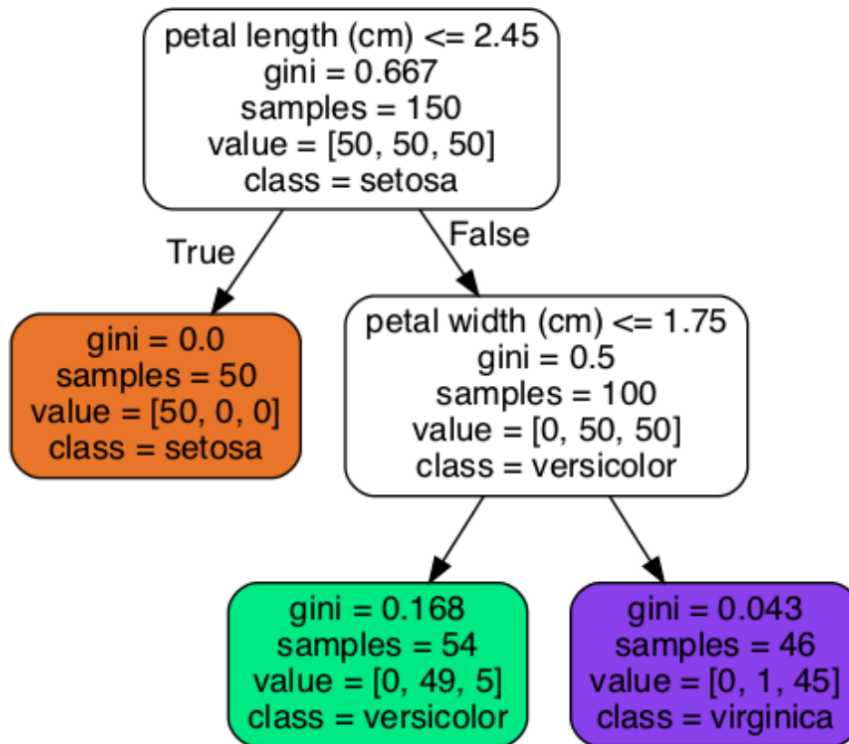 petal length (cm) <= 2.45
gini = 0.667
samples = 150
value = [50, 50, 50]
class = setosa
True
False
gini = 0.0
samples = 50
value = [50, 0, 0]
class = setosa
petal width (cm) <= 1.75
gini = 0.5
samples = 100
value = [0, 50, 50]
class = versicolor
gini = 0.168
samples = 54
value = [0, 49, 5]
class = versicolor
gini = 0.043
samples = 46
value = [0, 1, 45]
class = virginica